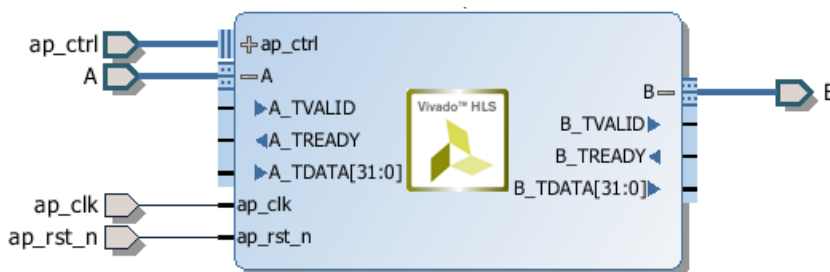 ap_ctrl
A
ap_clk
ap_rst_n
ap_ctrl
A
A_TVALID
A_TREADY
A_TDATA[31:0]
ap_clk
ap_rst_n
Vivado™ HLS
B
B_TVALID
B_TREADY
B_TDATA[31:0]